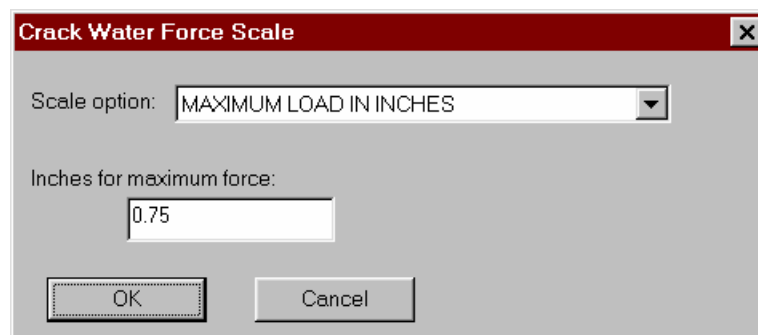 Crack Water Force Scale
Scale option: MAXIMUM LOAD IN INCHES
Inches for maximum force:
0.75
OK Cancel